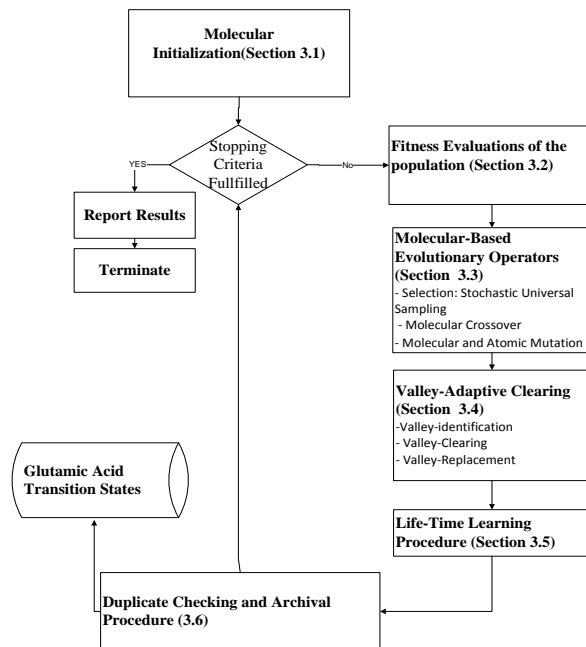 Molecular
Initialization(Section 3.1)
Stopping
Criteria
Fullfilled
YES
No
Report Results
Terminate
Fitness Evaluations of the
population (Section 3.2)
Molecular-Based
Evolutionary Operators
(Section 3.3)
- Selection: Stochastic Universal
Sampling
- Molecular Crossover
- Molecular and Atomic Mutation
Valley-Adaptive Clearing
(Section 3.4)
-Valley-identification
- Valley-Clearing
- Valley-Replacement
Life-Time Learning
Procedure (Section 3.5)
Duplicate Checking and Archival
Procedure (3.6)
Glutamic Acid
Transition States